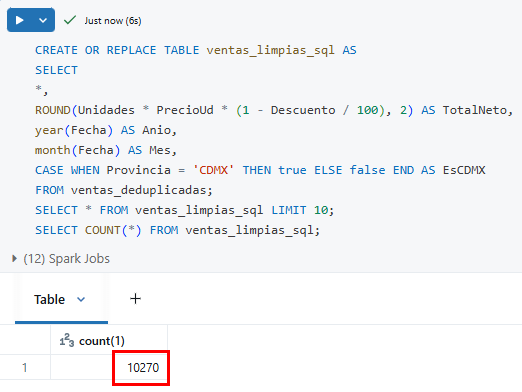 Just now (6s)
CREATE OR REPLACE TABLE ventas_limpias_sql AS
SELECT
*,
ROUND(Unidades * PrecioUd * (1 - Descuento / 100), 2) AS TotalNeto,
year(Fecha) AS Anio,
month(Fecha) AS Mes,
CASE WHEN Provincia = 'CDMX' THEN true ELSE false END AS EsCDMX
FROM ventas_deduplicadas;
SELECT * FROM ventas_limpias_sql LIMIT 10;
SELECT COUNT(*) FROM ventas_limpias_sql;
(12) Spark Jobs
Table +
123 count(1)
1 10270